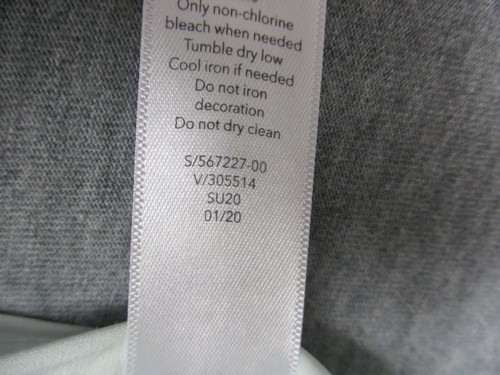 Only non-chlorine
bleach when needed
Tumble dry low
Cool iron if needed
Do not iron
decoration
Do not dry clean
S/567227-00
V/305514
SU20
01/20